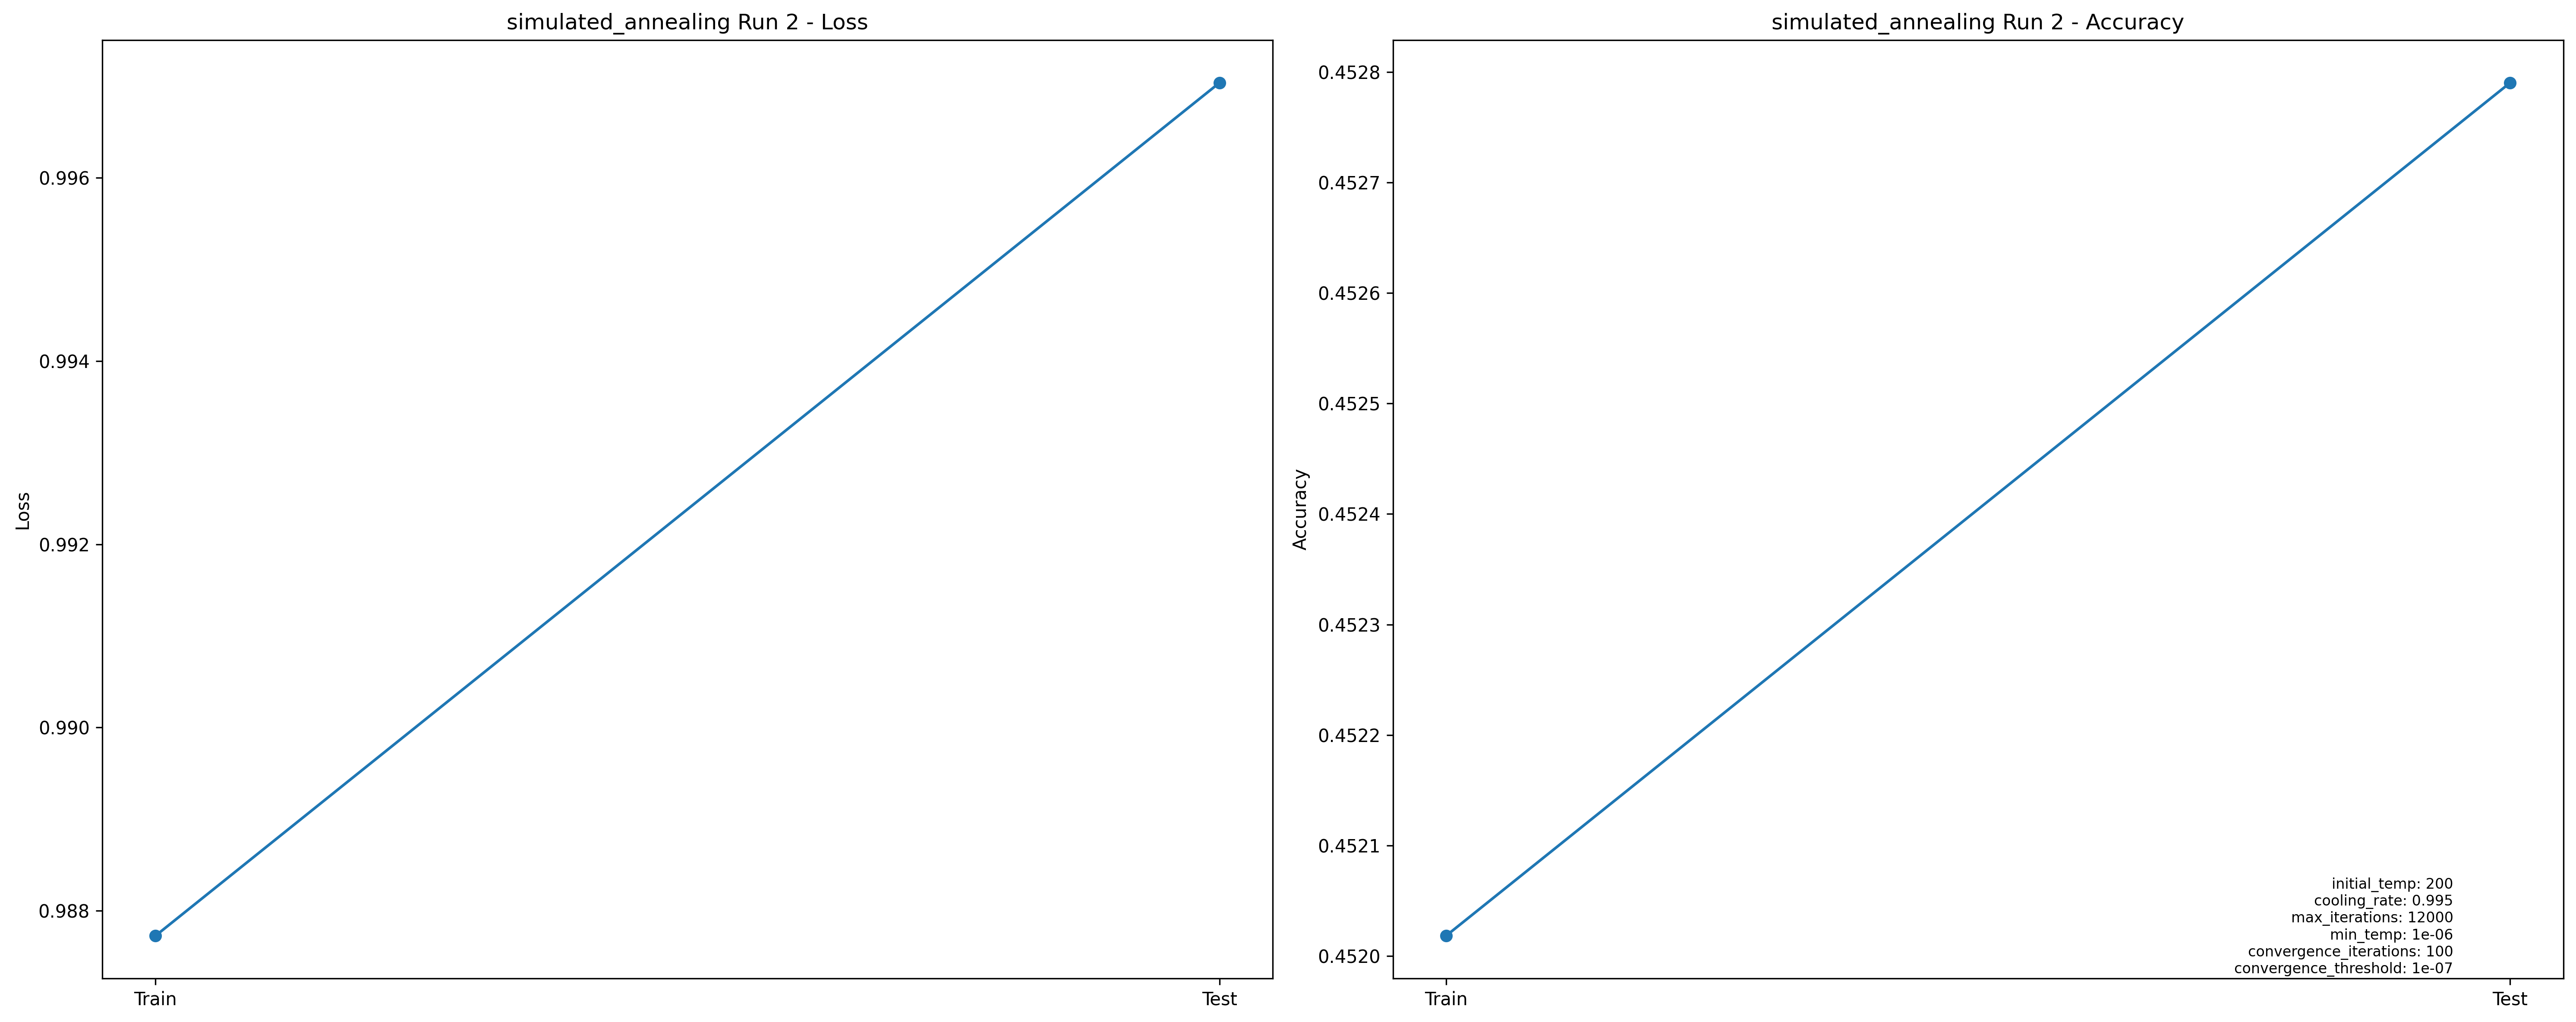 simulated_annealing Run 2 - Loss
Loss
0.996
0.994
0.992
0.990
0.988
Train
Test
simulated_annealing Run 2 - Accuracy
Accuracy
0.4528
0.4527
0.4526
0.4525
0.4524
0.4523
0.4522
0.4521
0.4520
initial_temp: 200
cooling_rate: 0.995
max_iterations: 12000
min_temp: 1e-06
convergence_iterations: 100
convergence_threshold: 1e-07
Train
Test